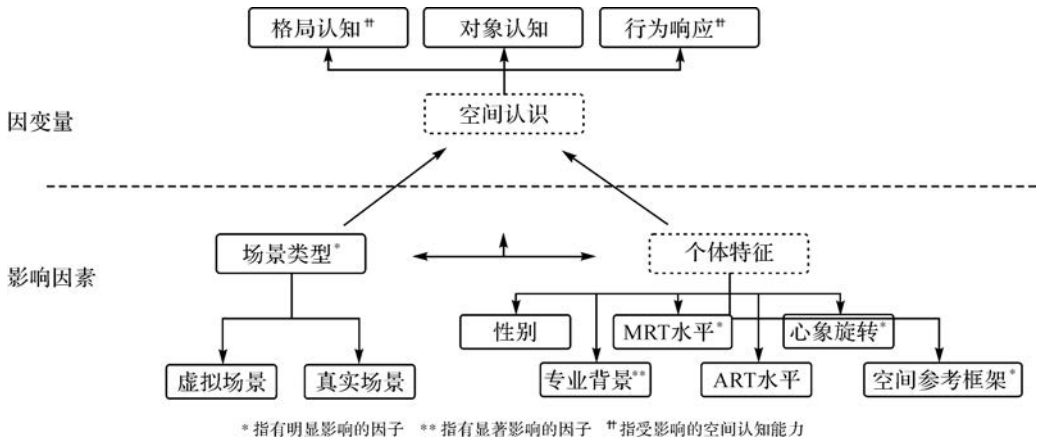 格局认知⧺ 对象认知 行为响应⧺
空间认识
因变量
场景类型* 个体特征
影响因素
性别 MRT水平* 心象旋转*
虚拟场景 真实场景 专业背景** ART水平 空间参考框架*
* 指有明显影响的因子 ** 指有显著影响的因子 ⧺指受影响的空间认知能力